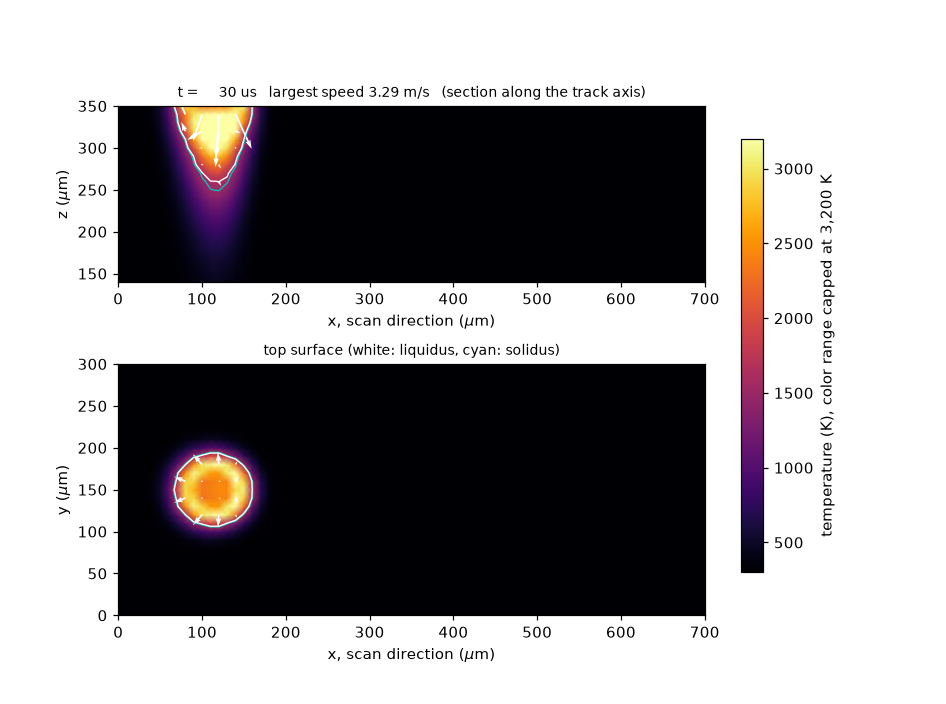 t =     30 us   largest speed 3.29 m/s   (section along the track axis)
350
300
250
200
150
z (μm)
0 100 200 300 400 500 600 700
x, scan direction (μm)
top surface (white: liquidus, cyan: solidus)
300
250
200
150
100
50
0
y (μm)
0 100 200 300 400 500 600 700
x, scan direction (μm)
3000
2500
2000
1500
1000
500
temperature (K), color range capped at 3,200 K